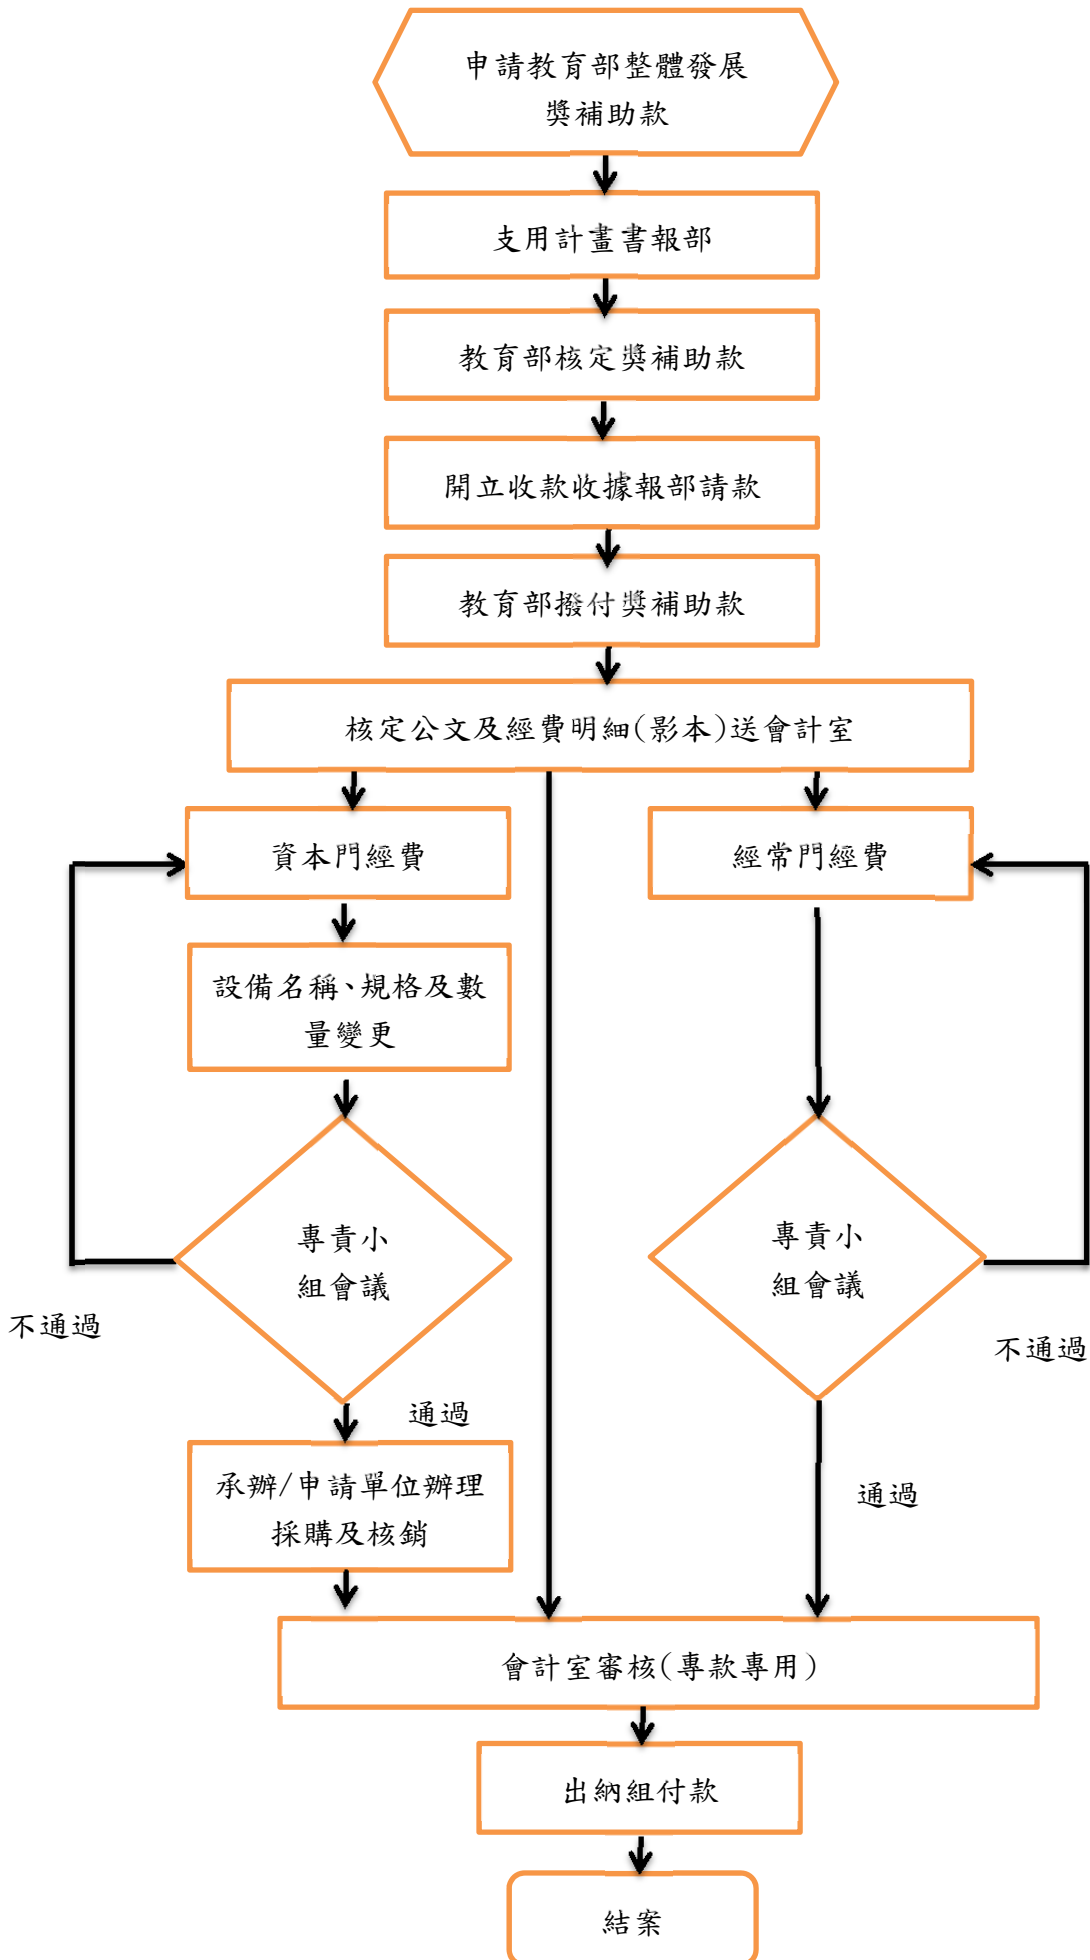 申請教育部整體發展
獎補助款
支用計畫書報部
教育部核定獎補助款
開立收款收據報部請款
教育部撥付獎補助款
核定公文及經費明細(影本)送會計室
資本門經費
經常門經費
設備名稱、規格及數
量變更
專責小
組會議
專責小
組會議
不通過
不通過
通過
承辦/申請單位辦理
採購及核銷
通過
會計室審核(專款專用)
出納組付款
結案